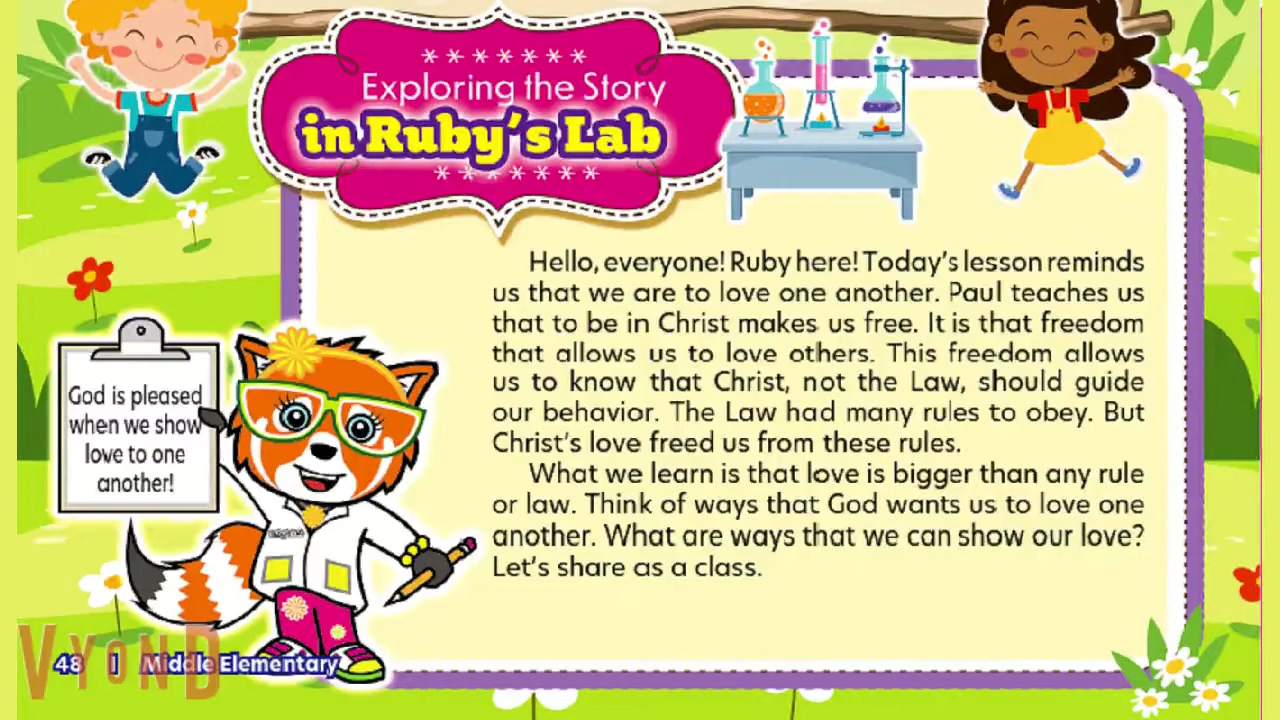 * * * * * * *
Exploring the Story
in Ruby's Lab
* * * * * * *
Hello, everyone! Ruby here! Today's lesson reminds
us that we are to love one another. Paul teaches us
that to be in Christ makes us free. It is that freedom
that allows us to love others. This freedom allows
us to know that Christ, not the Law, should guide
our behavior. The Law had many rules to obey. But
Christ's love freed us from these rules.
What we learn is that love is bigger than any rule
or law. Think of ways that God wants us to love one
another. What are ways that we can show our love?
Let's share as a class.
God is pleased
when we show
love to one
another!
48 | Middle Elementary
VYOND